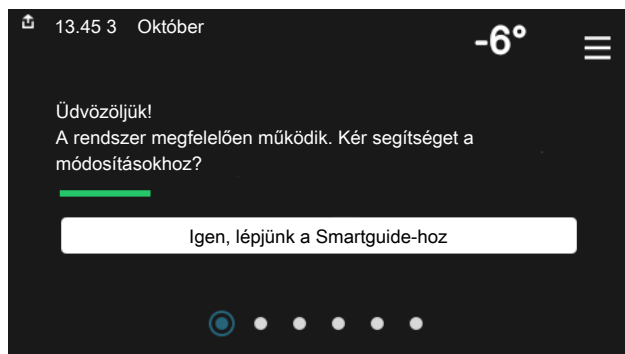 13.45 3 Október
-6°
Üdvözöljük!
A rendszer megfelelően működik. Kér segítséget a
módosításokhoz?
Igen, lépjünk a Smartguide-hoz